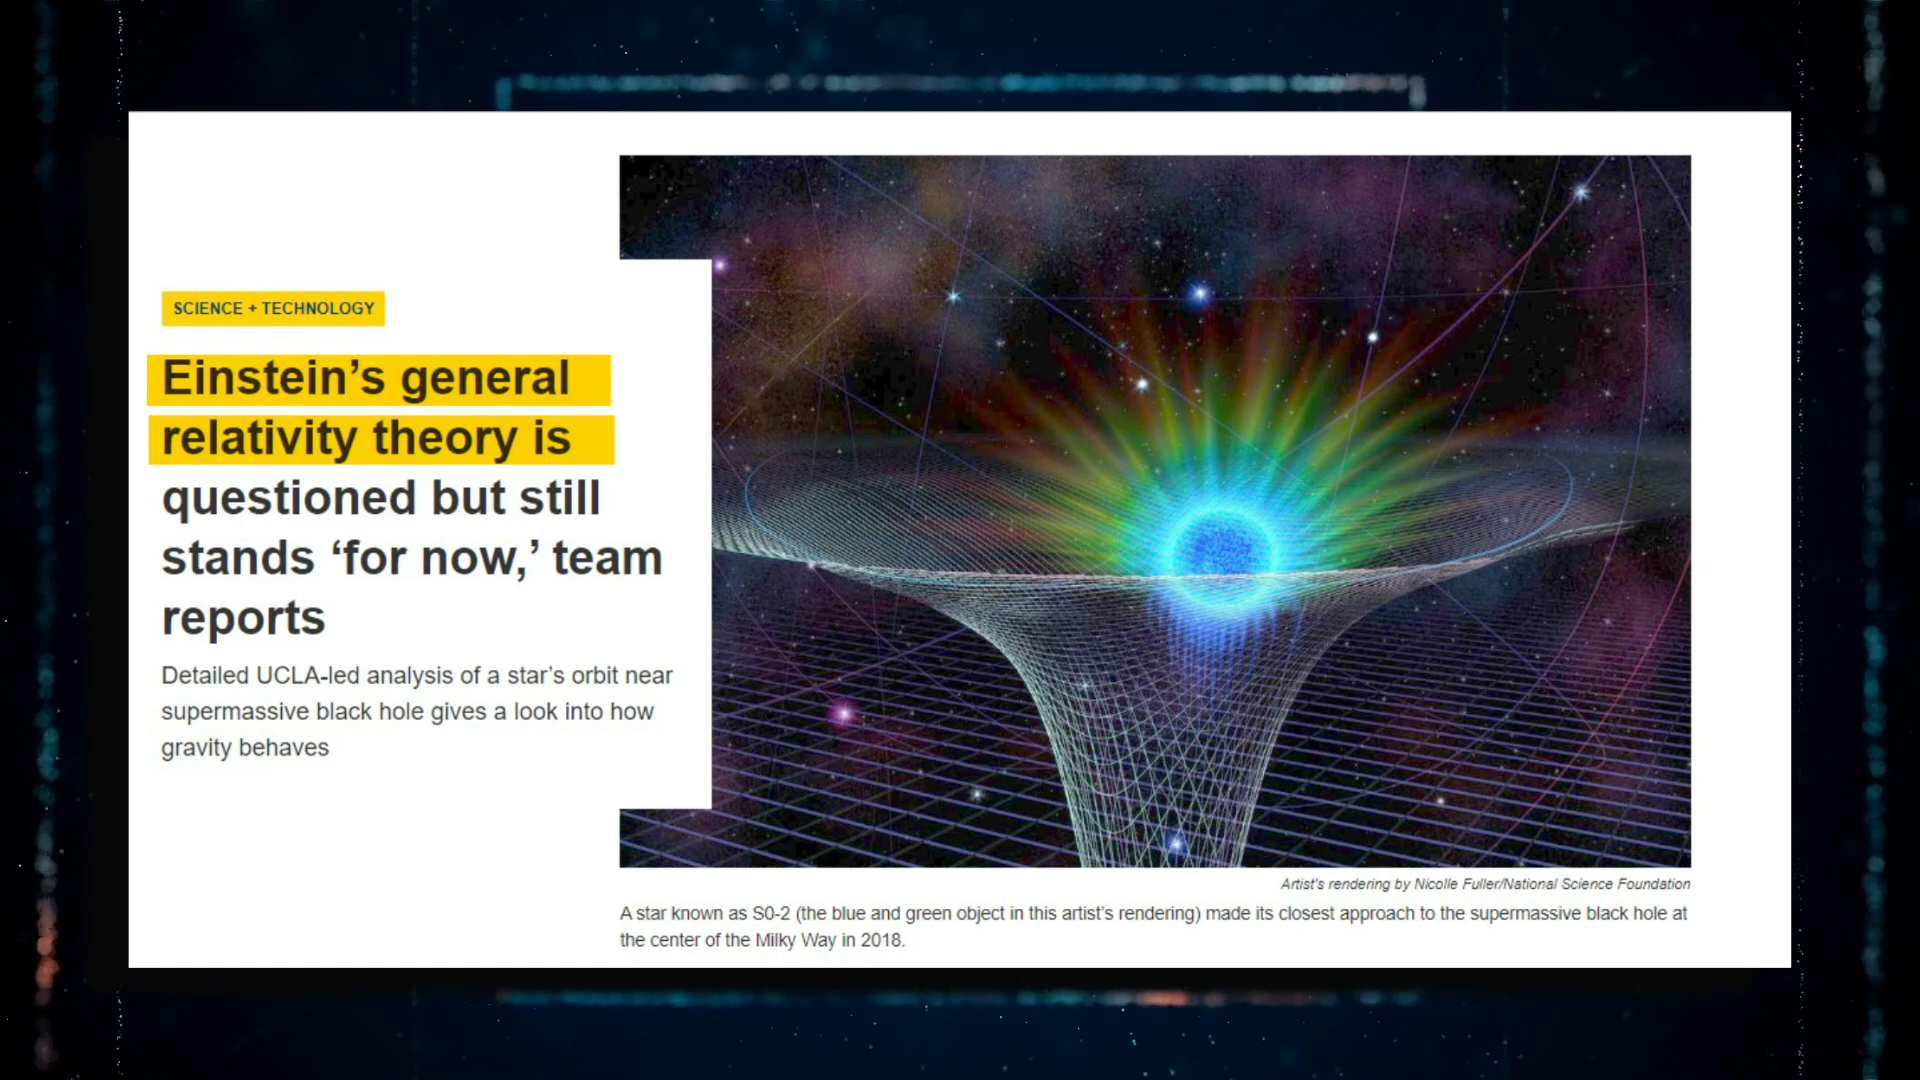 SCIENCE + TECHNOLOGY
Einstein’s general
relativity theory is
questioned but still
stands ‘for now,’ team
reports
Detailed UCLA-led analysis of a star’s orbit near
supermassive black hole gives a look into how
gravity behaves
Artist's rendering by Nicolle Fuller/National Science Foundation
A star known as S0-2 (the blue and green object in this artist’s rendering) made its closest approach to the supermassive black hole at
the center of the Milky Way in 2018.